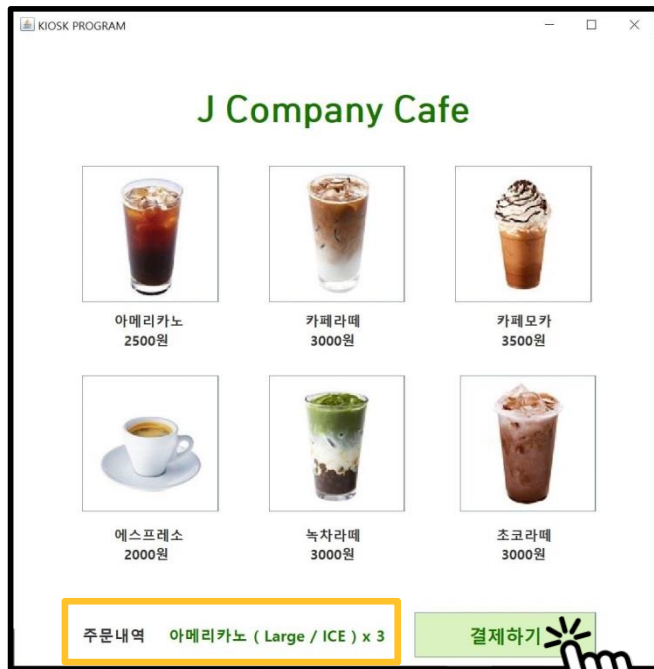 KIOSK PROGRAM
J Company Cafe
아메리카노 카페라떼 카페모카
2500원 3000원 3500원
에스프레소 녹차라떼 초코라떼
2000원 3000원 3000원
주문내역 아메리카노 ( Large / ICE ) x 3 결제하기